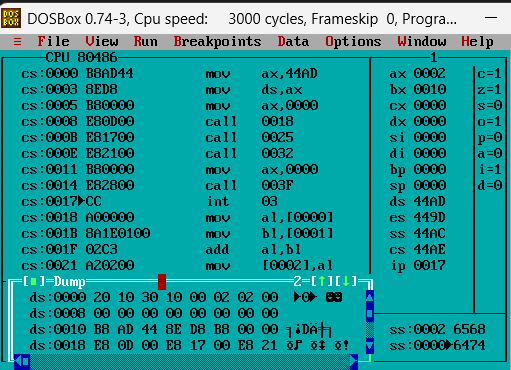 DOSBox 0.74-3, Cpu speed: 3000 cycles, Frameskip 0, Progra...
≡ File View Run Breakpoints Data Options Window Help
CPU 80486 1
cs:0000 B8AD44 mov ax,44AD ax 0002 c=1
cs:0003 8ED8 mov ds,ax bx 0010 z=1
cs:0005 B80000 mov ax,0000 cx 0000 s=0
cs:0008 E80D00 call 0018 dx 0000 o=1
cs:000B E81700 call 0025 si 0000 p=0
cs:000E E82100 call 0032 di 0000 a=0
cs:0011 B80000 mov ax,0000 bp 0000 i=1
cs:0014 E82800 call 003F sp 0000 d=0
cs:0017►CC int 03 ds 44AD
cs:0018 A00000 mov al,[0000] es 449D
cs:001B 8A1E0100 mov bl,[0001] ss 44AC
cs:001F 02C3 add al,bl cs 44AE
cs:0021 A20200 mov [0002],al ip 0017
[■]=Dump 2=[↑][↓]
ds:0000 20 10 30 10 00 02 02 00 ►0► ☻☻
ds:0008 00 00 00 00 00 00 00 00
ds:0010 B8 AD 44 8E D8 B8 00 00 ╕¡DÄ╪╕ ss:0002 6568
ds:0018 E8 0D 00 E8 17 00 E8 21 ss:0000►6474